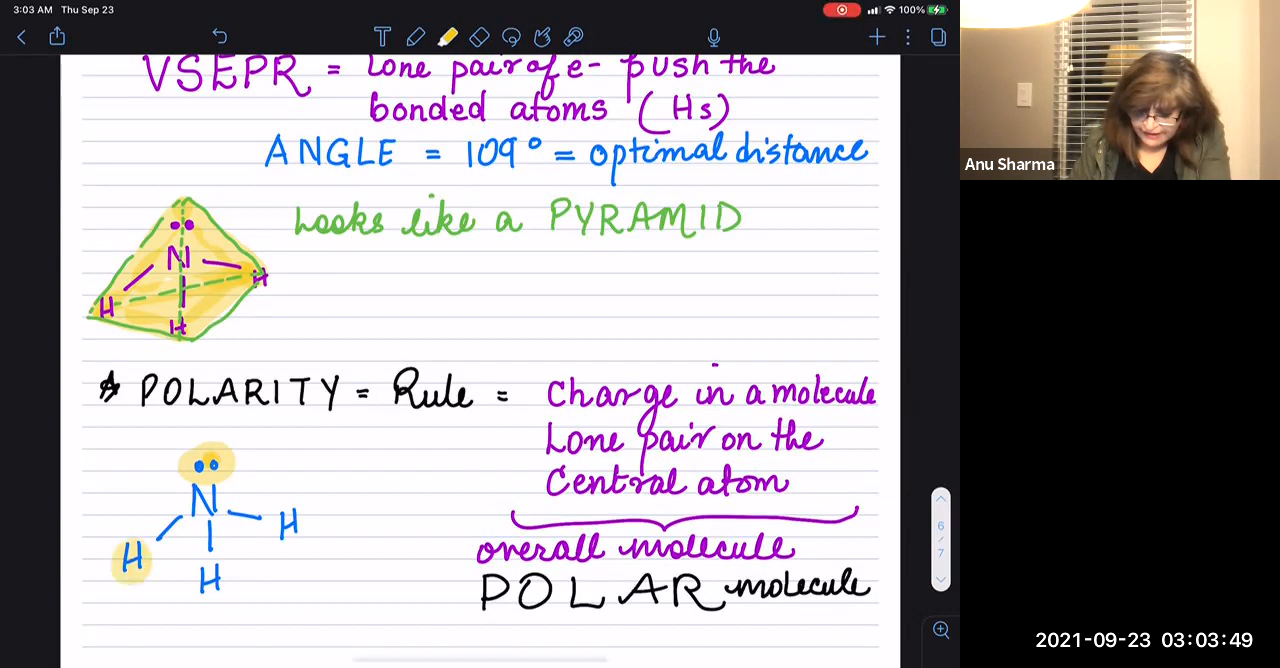 3:03 AM Thu Sep 23
100%
VSEPR = Lone pair of e- push the
bonded atoms (Hs)
ANGLE = 109° = optimal distance
Looks like a PYRAMID
N
H
H
H
POLARITY = Rule = Charge in a molecule
Lone pair on the
Central atom
N
H
H
H
overall molecule
POLAR molecule
6
/
7
Anu Sharma
2021-09-23 03:03:49